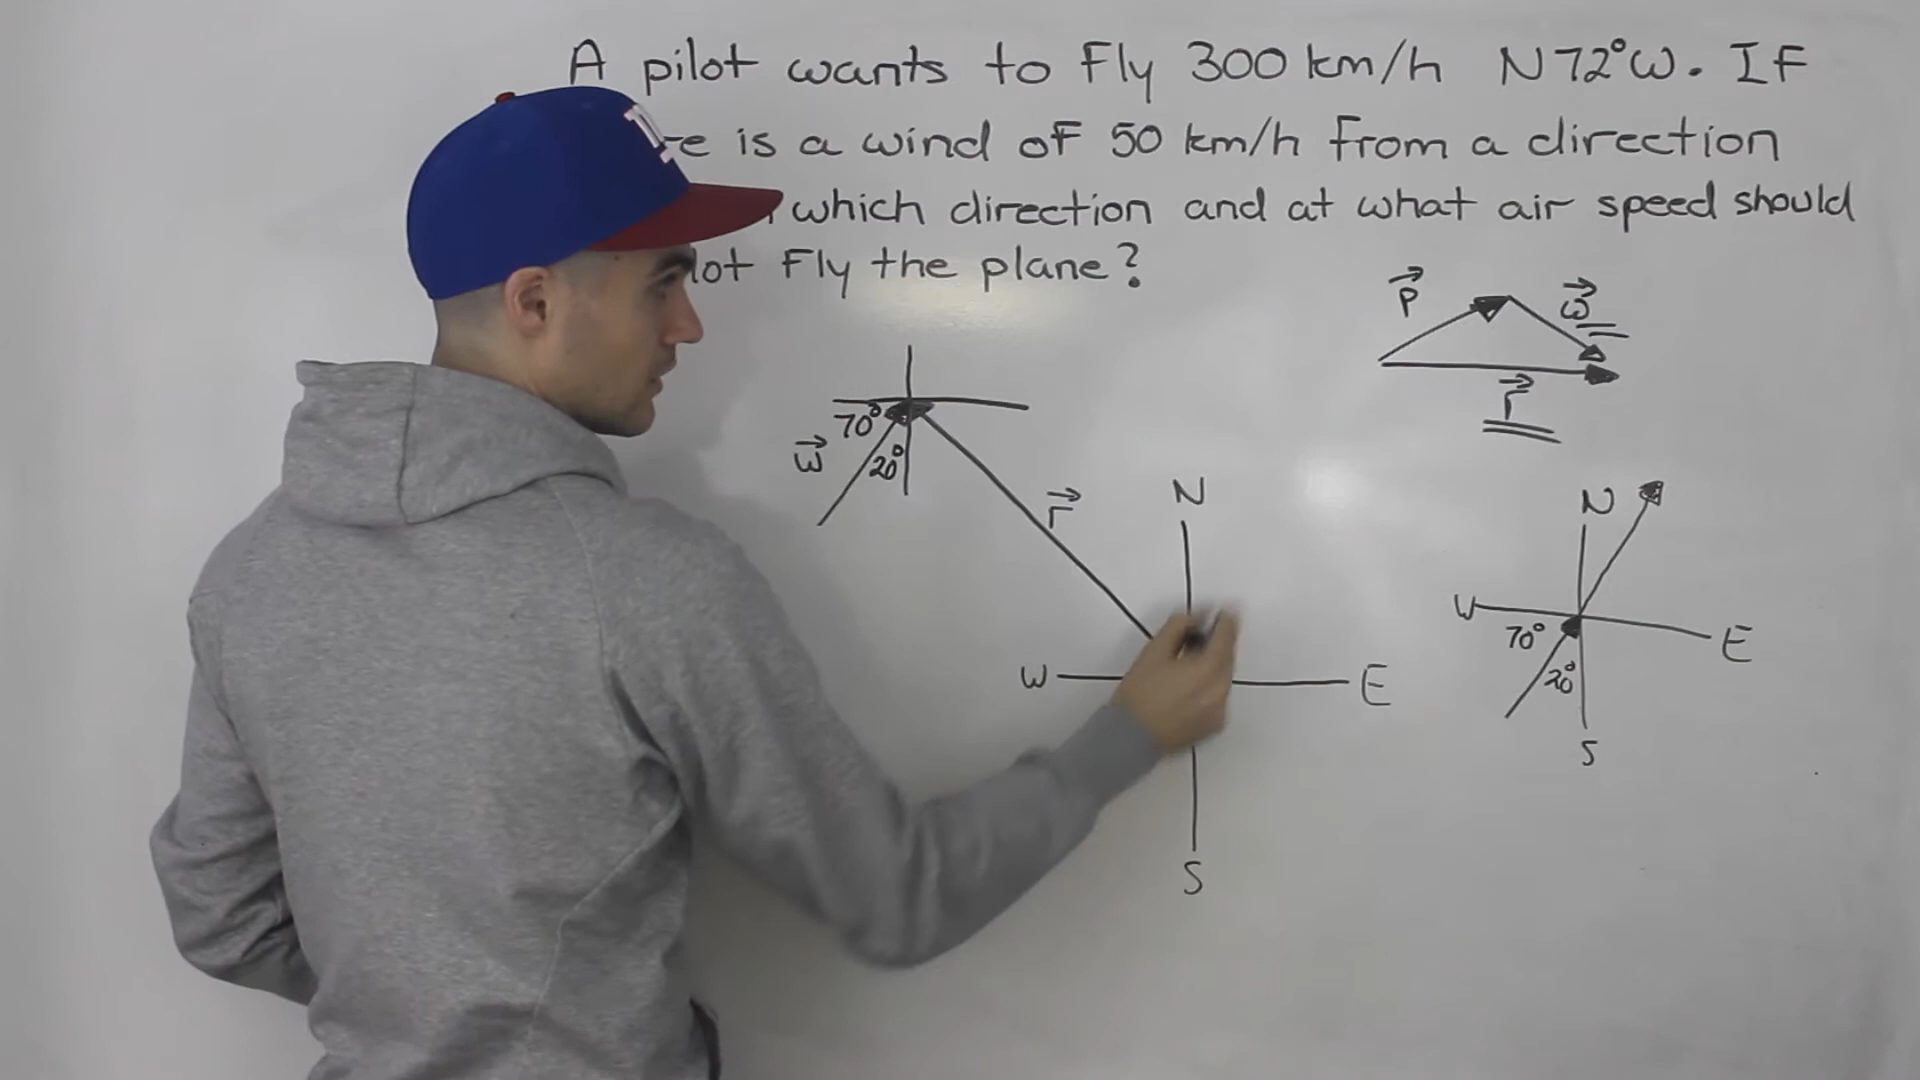 A pilot wants to fly 300 km/h N72°W. If
is a wind of 50 km/h from a direction
, which direction and at what air speed should
fly the plane?
p w
r
70° 20°
w
r
N
W E
S
N
W E
70° 20°
S